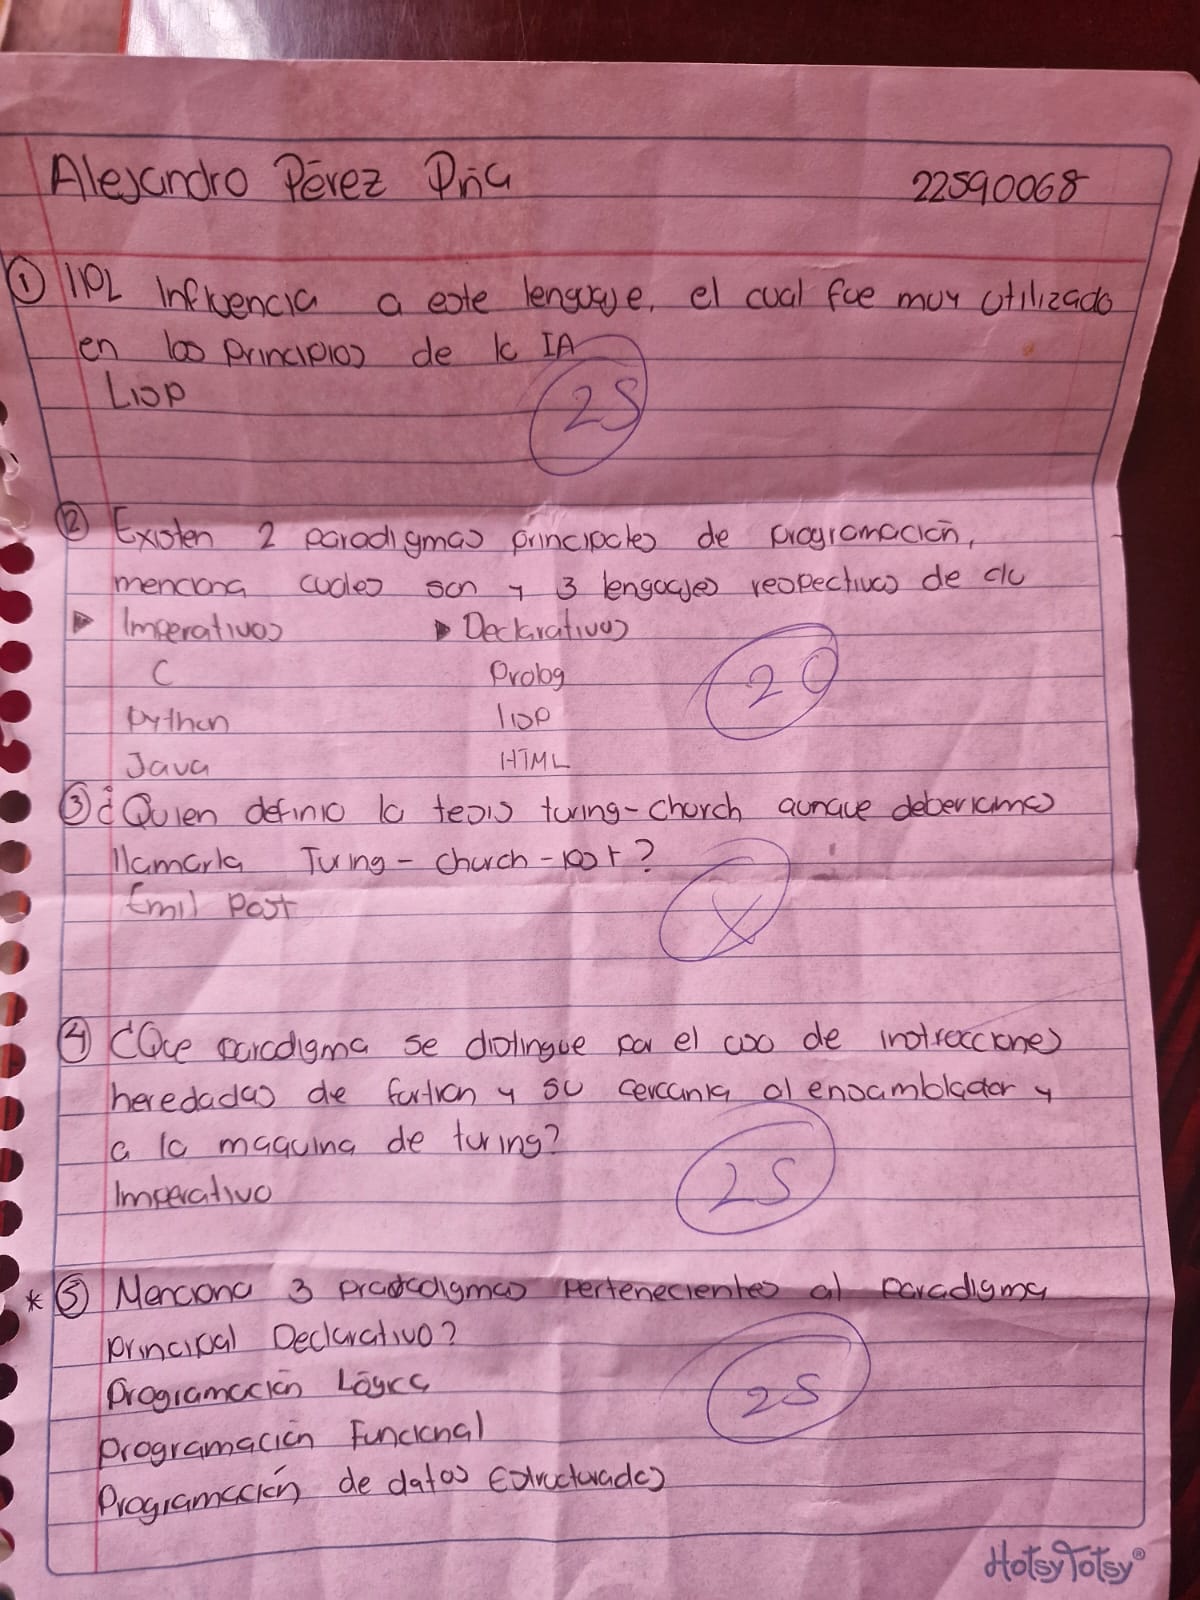 Alejandro Pérez Piña 22590068
① IPL Influencia a este lenguaje, el cual fue muy utilizado
en los principios de la IA
Lisp
25
② Existen 2 paradigmas principales de programación,
menciona cuales son y 3 lenguajes respectivos de c/u
▶ Imperativos ▶ Declarativos
C Prolog
20
Python lisp
Java HTML
③ ¿Quien definio la tesis turing-church aunque deberiamos
llamarla Turing-church-post?
Emil Post
X
④ ¿Que paradigma se distingue por el uso de instrucciones
heredadas de fortran y su cercania al ensamblador y
a la maquina de turing?
Imperativo
25
* ⑤ Menciona 3 pradadigmas pertenecientes al paradigma
principal Declarativo?
Programación Lógica
25
Programación Funcional
Programación de datos Estructurados
HotsyTotsy®